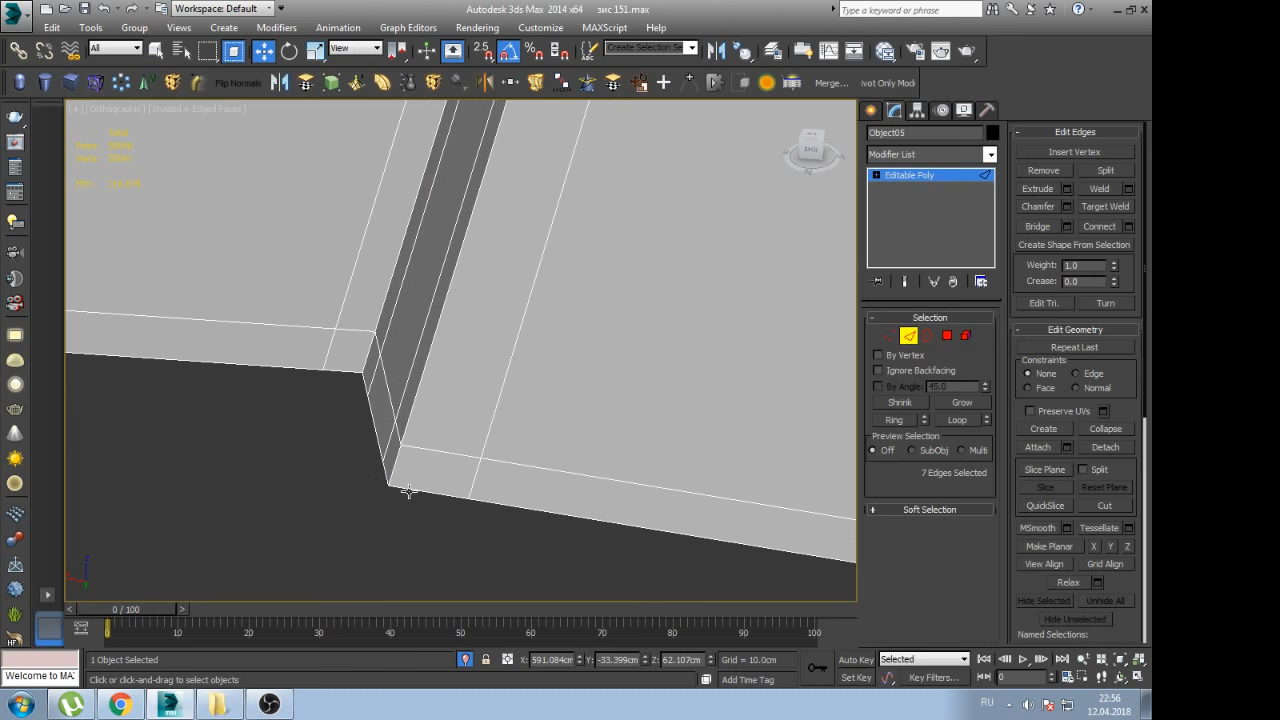 Workspace: Default
Autodesk 3ds Max 2014 x64
зис 151.max
Type a keyword or phrase
Edit
Tools
Group
Views
Create
Modifiers
Animation
Graph Editors
Rendering
Customize
MAXScript
Help
All
View
2.5
Create Selection Se
Flip Normals
Merge...
ivot Only Mod
[+] [Orthographic] [Shaded + Edged Faces]
Total
Object05
Modifier List
Editable Poly
Selection
By Vertex
Ignore Backfacing
By Angle:
45.0
Shrink
Grow
Ring
Loop
Preview Selection
Off
SubObj
Multi
7 Edges Selected
Soft Selection
Edit Edges
Insert Vertex
Remove
Split
Extrude
Weld
Chamfer
Target Weld
Bridge
Connect
Create Shape From Selection
Weight:
1.0
Crease:
0.0
Edit Tri.
Turn
Edit Geometry
Repeat Last
Constraints
None
Edge
Face
Normal
Preserve UVs
Create
Collapse
Attach
Detach
Slice Plane
Split
Slice
Reset Plane
QuickSlice
Cut
MSmooth
Tessellate
Make Planar
X
Y
Z
View Align
Grid Align
Relax
Hide Selected
Unhide All
Hide Unselected
Named Selections:
0 / 100
0
10
20
30
40
50
60
70
80
90
100
1 Object Selected
X:
591.084cm
Y:
-33.399cm
Z:
62.107cm
Grid = 10.0cm
Auto Key
Selected
Welcome to MAX
Click or click-and-drag to select objects
Add Time Tag
Set Key
Key Filters...
0
RU
22:56
12.04.2018